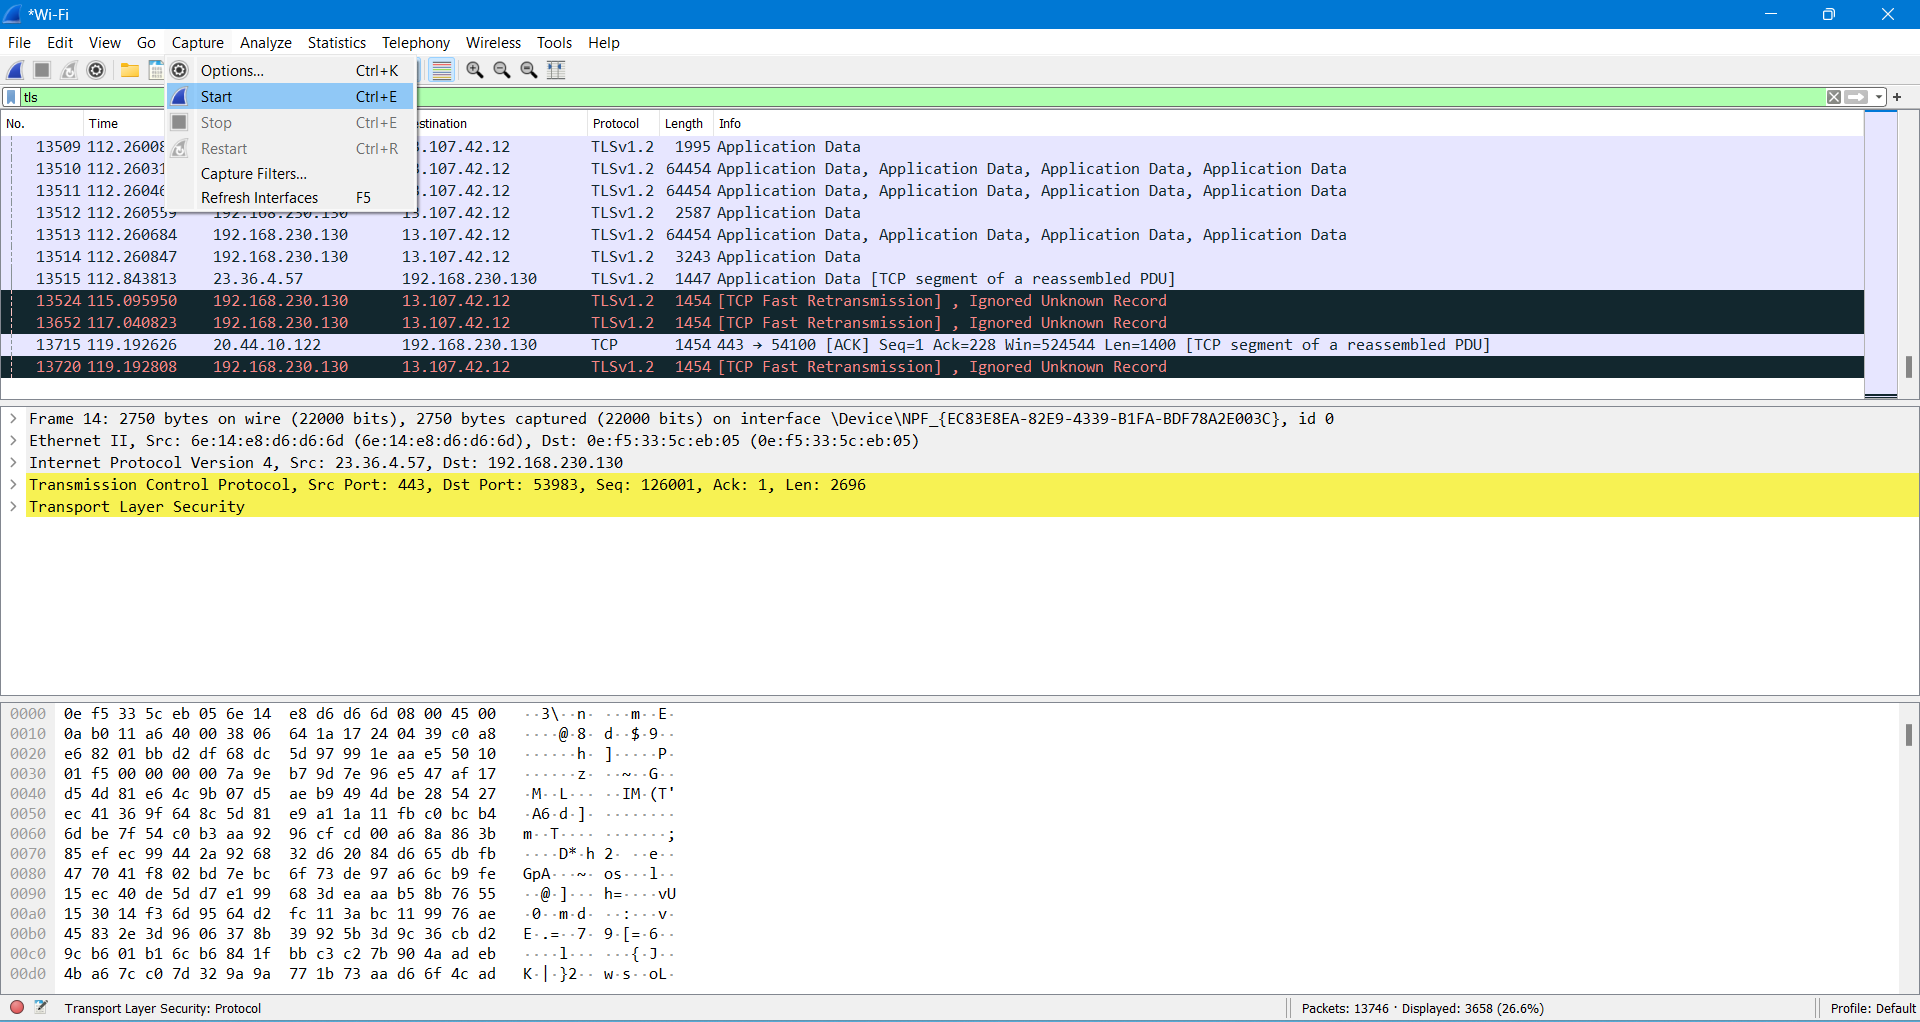 *Wi-Fi
File Edit View Go Capture Analyze Statistics Telephony Wireless Tools Help
Options... Ctrl+K
Start Ctrl+E
Stop Ctrl+E
Restart Ctrl+R
Capture Filters...
Refresh Interfaces F5
tls
No. Time stination Protocol Length Info
13509 112.26008 .107.42.12 TLSv1.2 1995 Application Data
13510 112.26031 .107.42.12 TLSv1.2 64454 Application Data, Application Data, Application Data, Application Data
13511 112.26046 .107.42.12 TLSv1.2 64454 Application Data, Application Data, Application Data, Application Data
13512 112.260559 192.168.230.130 13.107.42.12 TLSv1.2 2587 Application Data
13513 112.260684 192.168.230.130 13.107.42.12 TLSv1.2 64454 Application Data, Application Data, Application Data, Application Data
13514 112.260847 192.168.230.130 13.107.42.12 TLSv1.2 3243 Application Data
13515 112.843813 23.36.4.57 192.168.230.130 TLSv1.2 1447 Application Data [TCP segment of a reassembled PDU]
13524 115.095950 192.168.230.130 13.107.42.12 TLSv1.2 1454 [TCP Fast Retransmission] , Ignored Unknown Record
13652 117.040823 192.168.230.130 13.107.42.12 TLSv1.2 1454 [TCP Fast Retransmission] , Ignored Unknown Record
13715 119.192626 20.44.10.122 192.168.230.130 TCP 1454 443 → 54100 [ACK] Seq=1 Ack=228 Win=524544 Len=1400 [TCP segment of a reassembled PDU]
13720 119.192808 192.168.230.130 13.107.42.12 TLSv1.2 1454 [TCP Fast Retransmission] , Ignored Unknown Record
Frame 14: 2750 bytes on wire (22000 bits), 2750 bytes captured (22000 bits) on interface \Device\NPF_{EC83E8EA-82E9-4339-B1FA-BDF78A2E003C}, id 0
Ethernet II, Src: 6e:14:e8:d6:d6:6d (6e:14:e8:d6:d6:6d), Dst: 0e:f5:33:5c:eb:05 (0e:f5:33:5c:eb:05)
Internet Protocol Version 4, Src: 23.36.4.57, Dst: 192.168.230.130
Transmission Control Protocol, Src Port: 443, Dst Port: 53983, Seq: 126001, Ack: 1, Len: 2696
Transport Layer Security
0000 0e f5 33 5c eb 05 6e 14 e8 d6 d6 6d 08 00 45 00 ··3\··n· ···m··E·
0010 0a b0 11 a6 40 00 38 06 64 1a 17 24 04 39 c0 a8 ····@·8· d··$·9··
0020 e6 82 01 bb d2 df 68 dc 5d 97 99 1e aa e5 50 10 ······h· ]·····P·
0030 01 f5 00 00 00 00 7a 9e b7 9d 7e 96 e5 47 af 17 ······z· ··~··G··
0040 d5 4d 81 e6 4c 9b 07 d5 ae b9 49 4d be 28 54 27 ·M··L··· ··IM·(T'
0050 ec 41 36 9f 64 8c 5d 81 e9 a1 1a 11 fb c0 bc b4 ·A6·d·]· ········
0060 6d be 7f 54 c0 b3 aa 92 96 cf cd 00 a6 8a 86 3b m··T···· ·······;
0070 85 ef ec 99 44 2a 92 68 32 d6 20 84 d6 65 db fb ····D*·h 2· ··e··
0080 47 70 41 f8 02 bd 7e bc 6f 73 de 97 a6 6c b9 fe GpA···~· os···l··
0090 15 ec 40 de 5d d7 e1 99 68 3d ea aa b5 8b 76 55 ··@·]··· h=····vU
00a0 15 30 14 f3 6d 95 64 d2 fc 11 3a bc 11 99 76 ae ·0··m·d· ··:···v·
00b0 45 83 2e 3d 96 06 37 8b 39 92 5b 3d 9c 36 cb d2 E·.=··7· 9·[=·6··
00c0 9c b6 01 b1 6c b6 84 1f bb c3 c2 7b 90 4a ad eb ····l··· ···{·J··
00d0 4b a6 7c c0 7d 32 9a 9a 77 1b 73 aa d6 6f 4c ad K·|·}2·· w·s··oL·
Transport Layer Security: Protocol Packets: 13746 · Displayed: 3658 (26.6%) Profile: Default